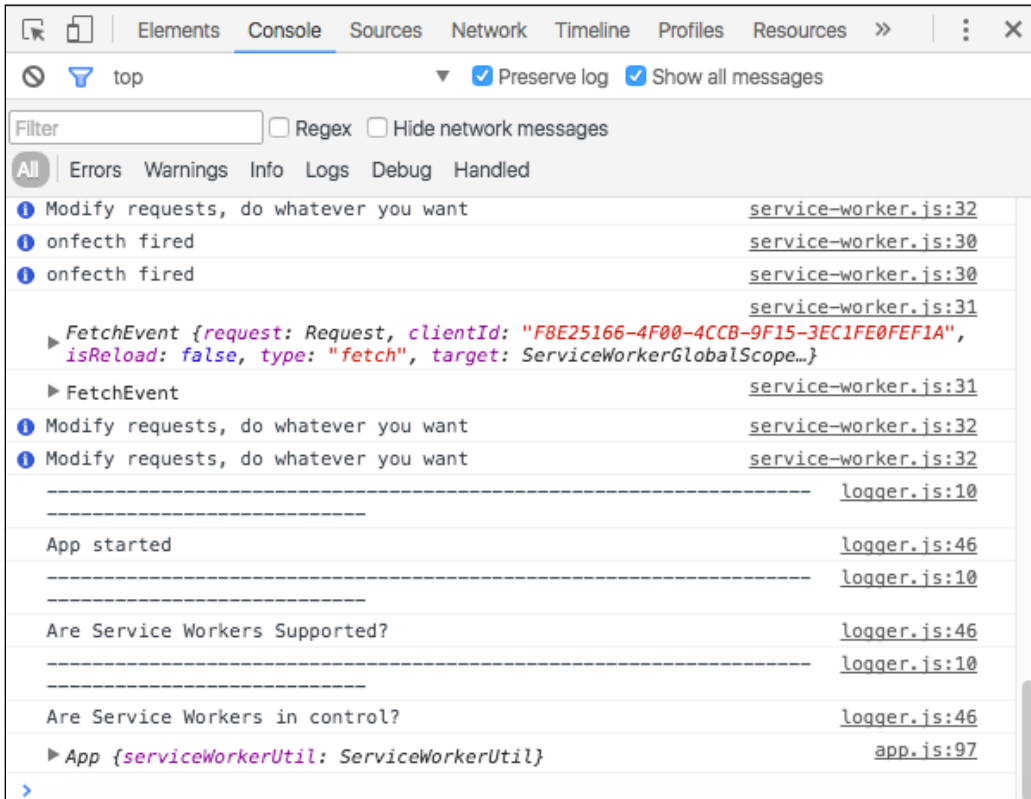 Elements Console Sources Network Timeline Profiles Resources »
top ▼ Preserve log Show all messages
Filter Regex Hide network messages
All Errors Warnings Info Logs Debug Handled
Modify requests, do whatever you want service-worker.js:32
onfecth fired service-worker.js:30
onfecth fired service-worker.js:30
service-worker.js:31
▶ FetchEvent {request: Request, clientId: "F8E25166-4F00-4CCB-9F15-3EC1FE0FEF1A",
isReload: false, type: "fetch", target: ServiceWorkerGlobalScope…}
▶ FetchEvent service-worker.js:31
Modify requests, do whatever you want service-worker.js:32
Modify requests, do whatever you want service-worker.js:32
------------------------------------------------------------------- logger.js:10
----------------------------
App started logger.js:46
------------------------------------------------------------------- logger.js:10
----------------------------
Are Service Workers Supported? logger.js:46
------------------------------------------------------------------- logger.js:10
----------------------------
Are Service Workers in control? logger.js:46
▶ App {serviceWorkerUtil: ServiceWorkerUtil} app.js:97
>